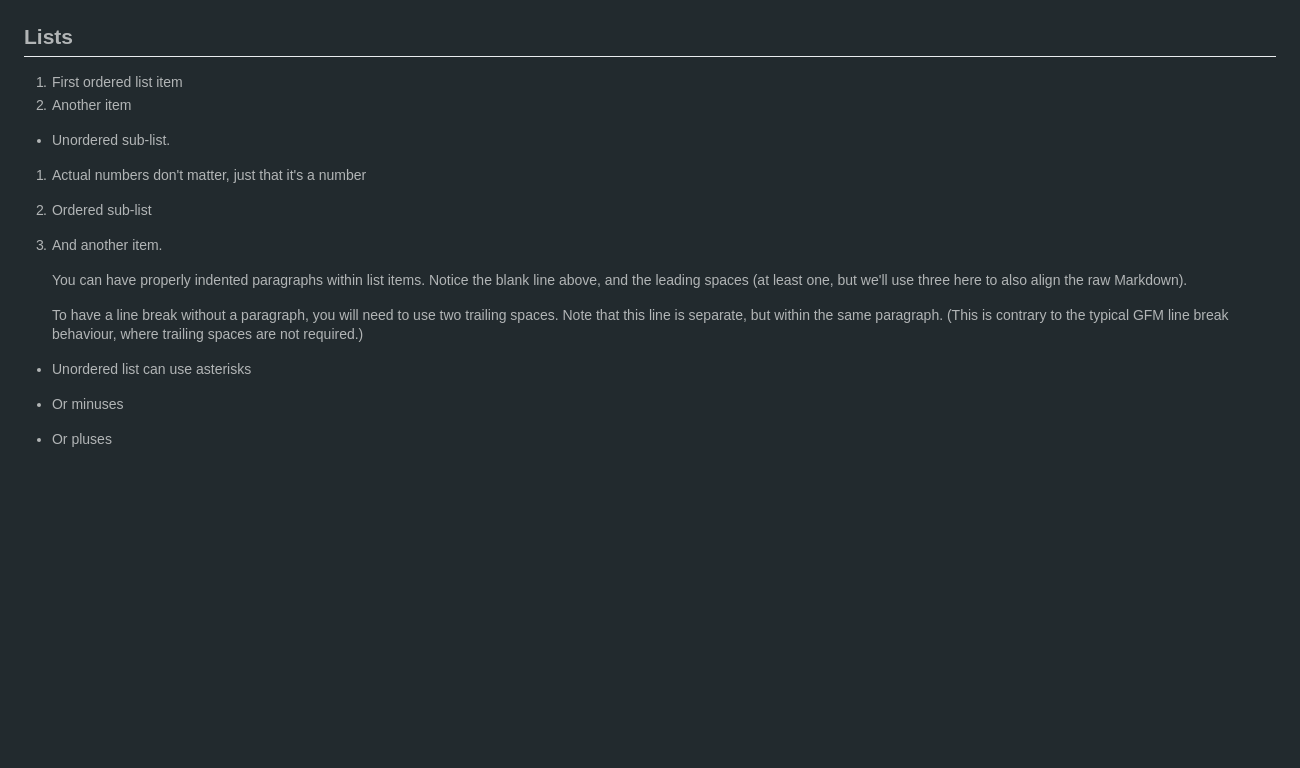 Lists
1. First ordered list item
2. Another item
• Unordered sub-list.
1. Actual numbers don't matter, just that it's a number
2. Ordered sub-list
3. And another item.
You can have properly indented paragraphs within list items. Notice the blank line above, and the leading spaces (at least one, but we'll use three here to also align the raw Markdown).
To have a line break without a paragraph, you will need to use two trailing spaces. Note that this line is separate, but within the same paragraph. (This is contrary to the typical GFM line break
behaviour, where trailing spaces are not required.)
• Unordered list can use asterisks
• Or minuses
• Or pluses